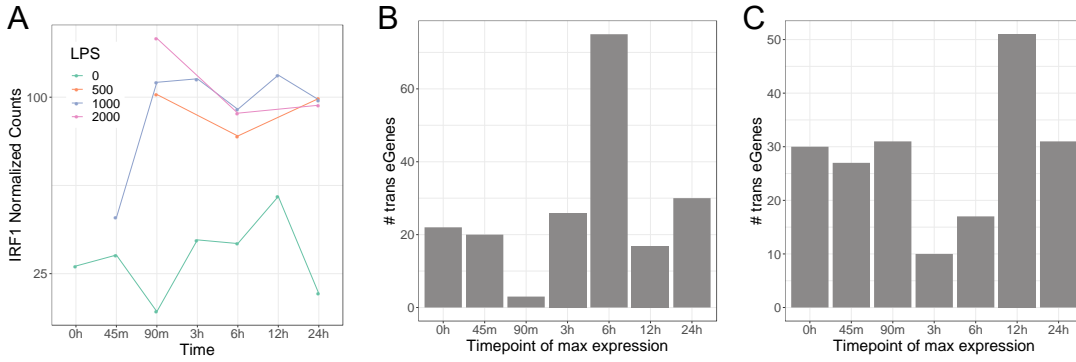 A
LPS
0
500
1000
2000
IRF1 Normalized Counts
100
25
0h 45m 90m 3h 6h 12h 24h
Time
B
# trans eGenes
60
40
20
0
0h 45m 90m 3h 6h 12h 24h
Timepoint of max expression
C
# trans eGenes
50
40
30
20
10
0
0h 45m 90m 3h 6h 12h 24h
Timepoint of max expression